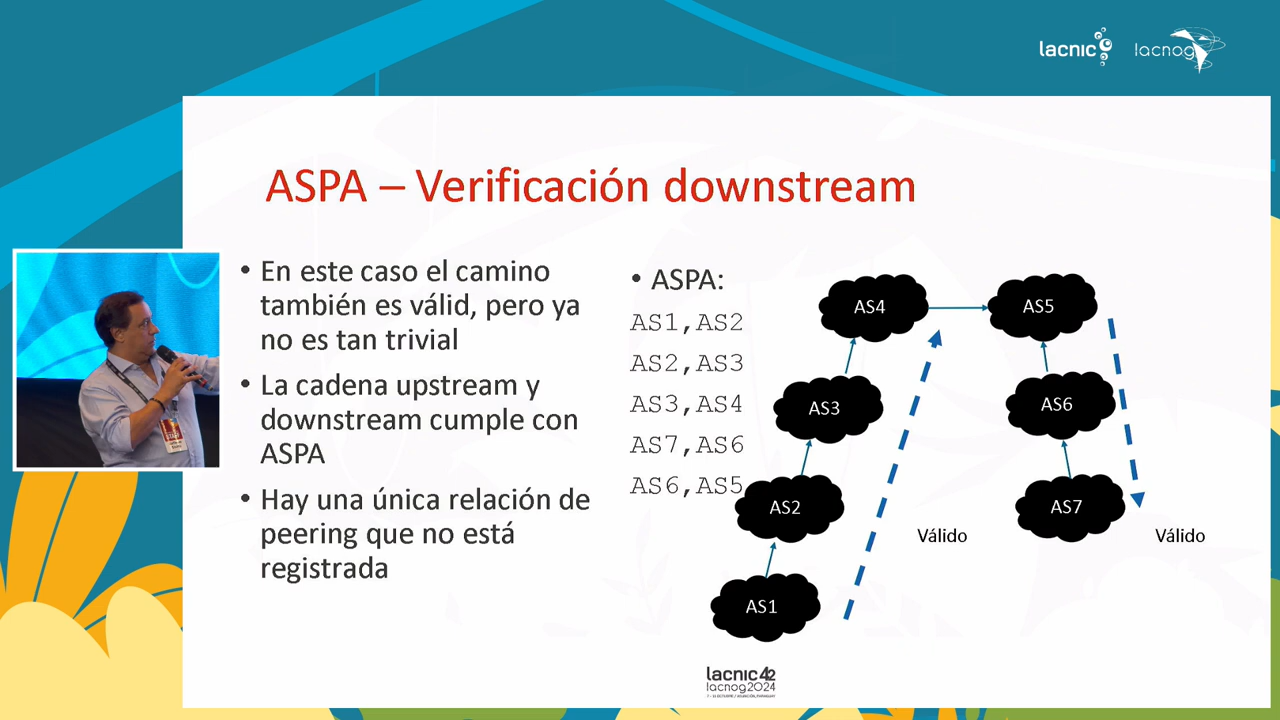 lacnic
lacnog
ASPA – Verificación downstream
• En este caso el camino
también es válid, pero ya
no es tan trivial
• La cadena upstream y
downstream cumple con
ASPA
• Hay una única relación de
peering que no está
registrada
• ASPA:
AS1,AS2
AS2,AS3
AS3,AS4
AS7,AS6
AS6,AS5
AS4
AS5
AS3
AS6
AS2
AS7
AS1
Válido
Válido
lacnic42
lacnog2024